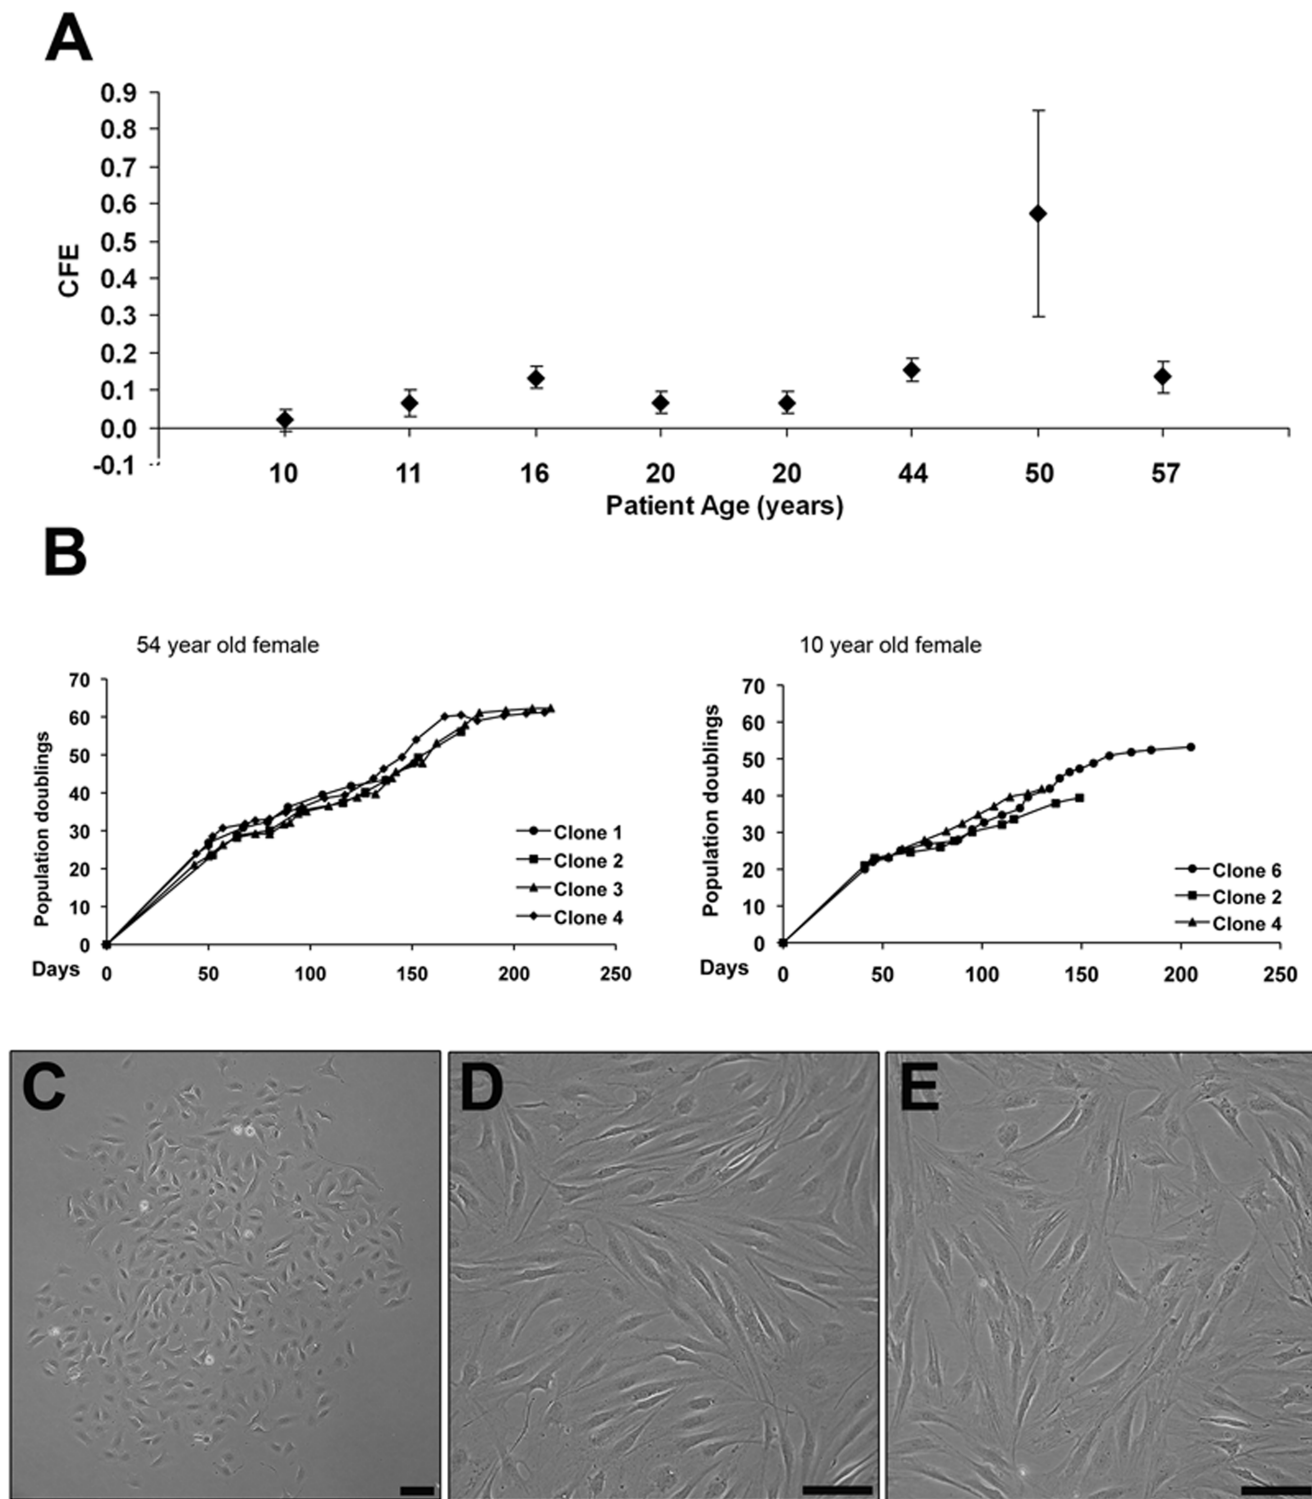 A
0.9
0.8
0.7
0.6
0.5
0.4
0.3
0.2
0.1
0.0
-0.1
CFE
10 11 16 20 20 44 50 57
Patient Age (years)
B
54 year old female
70
60
50
40
30
20
10
0
Population doublings
Clone 1
Clone 2
Clone 3
Clone 4
Days 0 50 100 150 200 250
10 year old female
70
60
50
40
30
20
10
0
Population doublings
Clone 6
Clone 2
Clone 4
Days 0 50 100 150 200 250
C
D
E